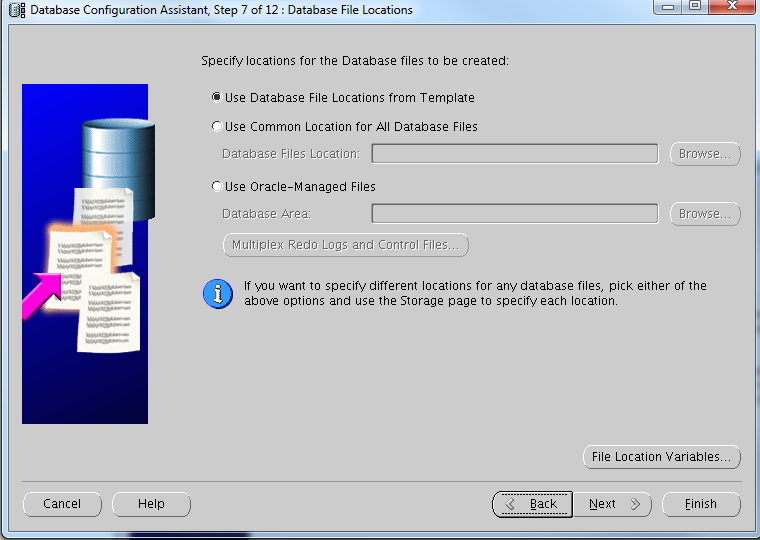 Database Configuration Assistant, Step 7 of 12 : Database File Locations
Specify locations for the Database files to be created:
Use Database File Locations from Template
Use Common Location for All Database Files
Database Files Location:
Browse...
Use Oracle-Managed Files
Database Area:
Browse...
Multiplex Redo Logs and Control Files...
If you want to specify different locations for any database files, pick either of the
above options and use the Storage page to specify each location.
File Location Variables...
Cancel
Help
Back
Next
Finish